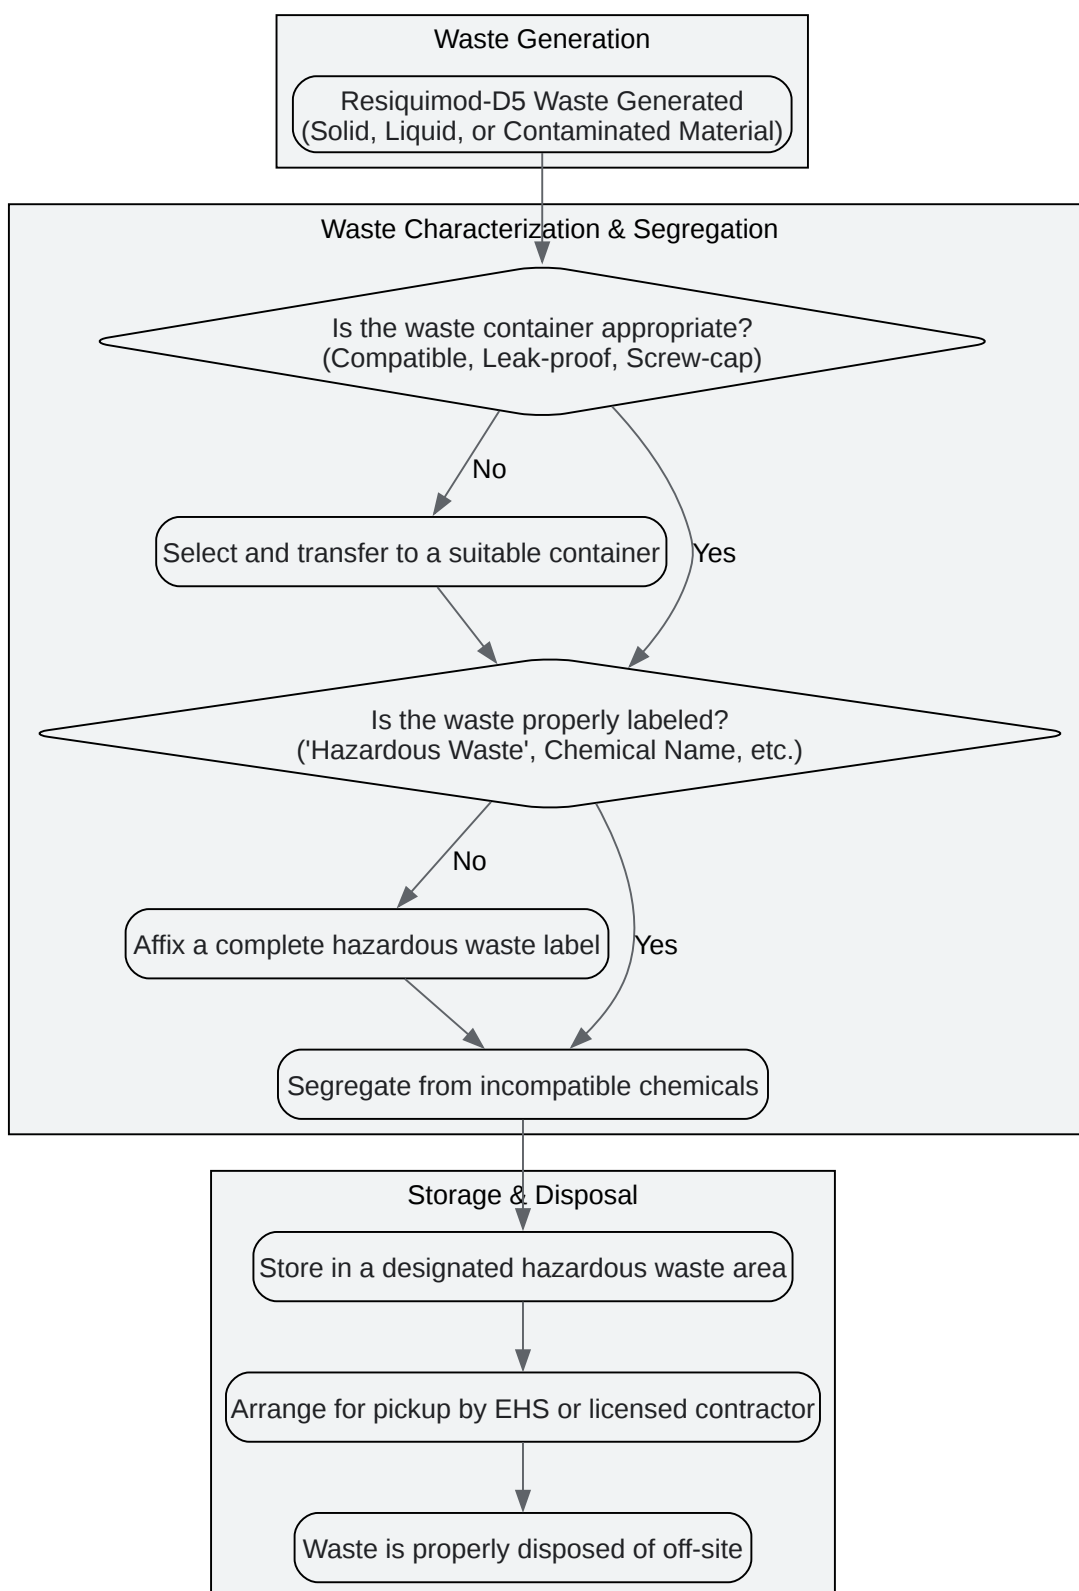 Waste Generation
Resiquimod-D5 Waste Generated
(Solid, Liquid, or Contaminated Material)
Waste Characterization & Segregation
Is the waste container appropriate?
(Compatible, Leak-proof, Screw-cap)
No
Select and transfer to a suitable container
Yes
Is the waste properly labeled?
('Hazardous Waste', Chemical Name, etc.)
No
Affix a complete hazardous waste label
Yes
Segregate from incompatible chemicals
Storage & Disposal
Store in a designated hazardous waste area
Arrange for pickup by EHS or licensed contractor
Waste is properly disposed of off-site